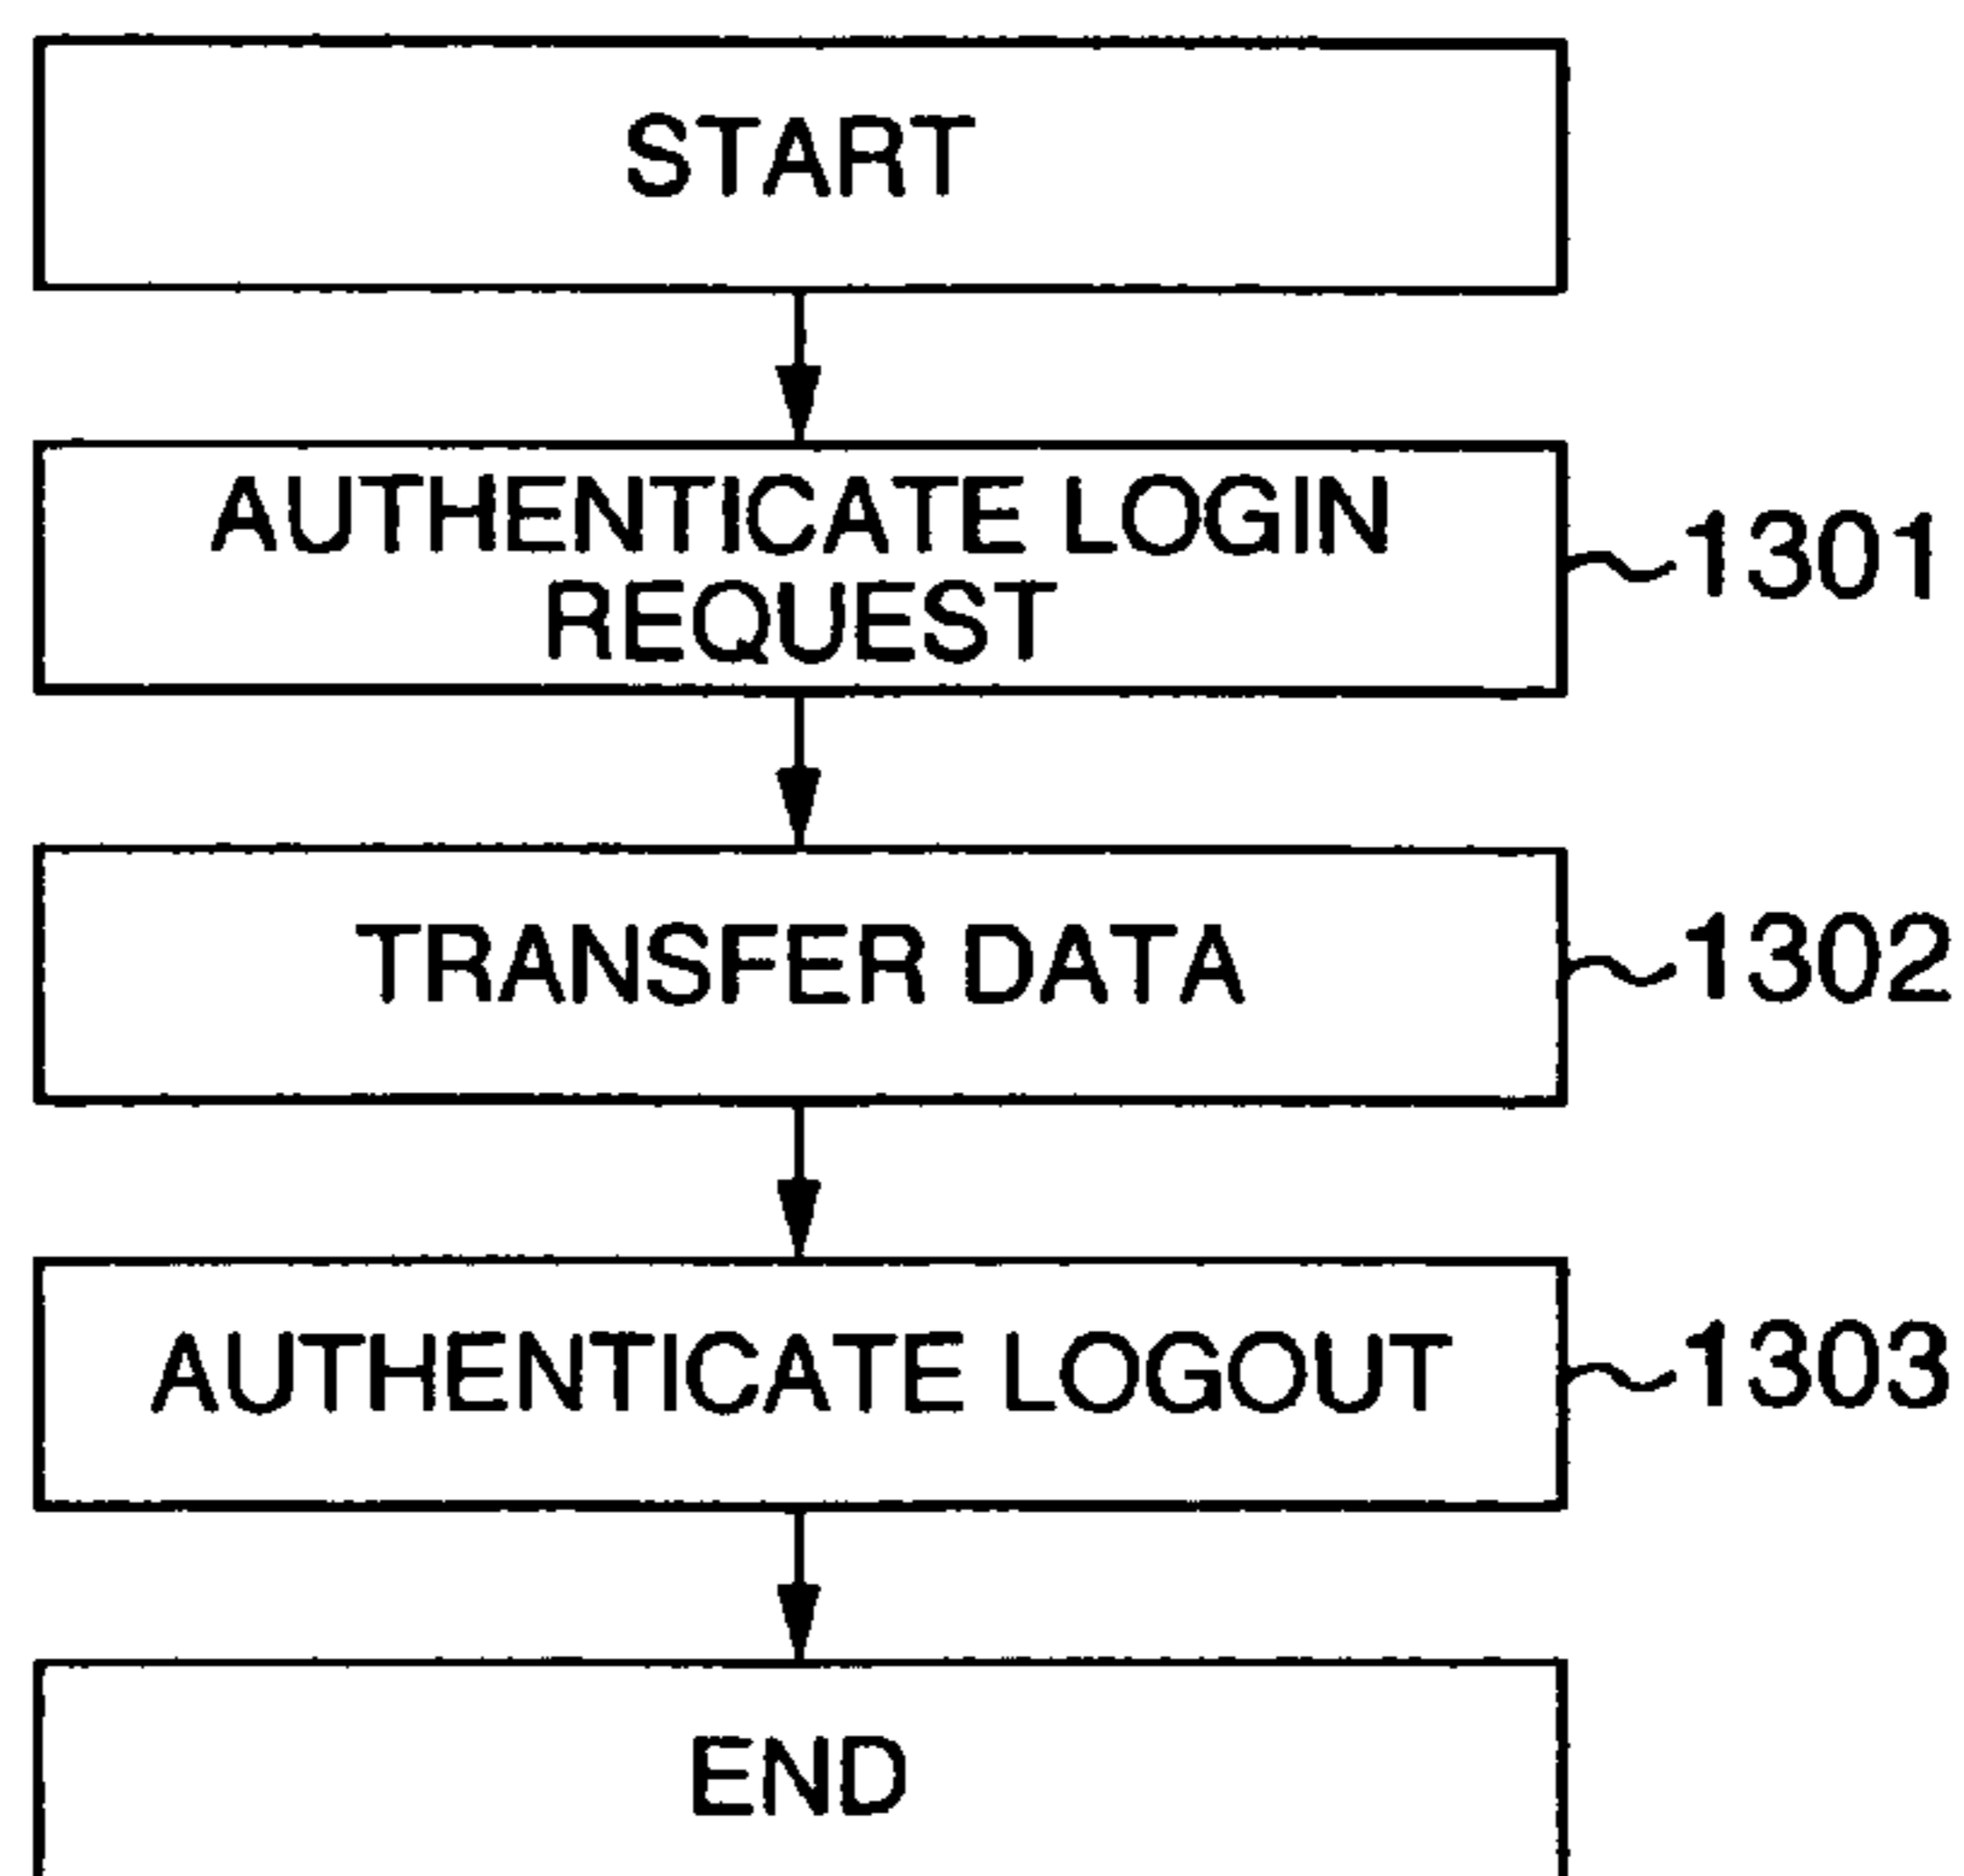 START
AUTHENTICATE LOGIN
REQUEST
1301
TRANSFER DATA
1302
AUTHENTICATE LOGOUT
1303
END